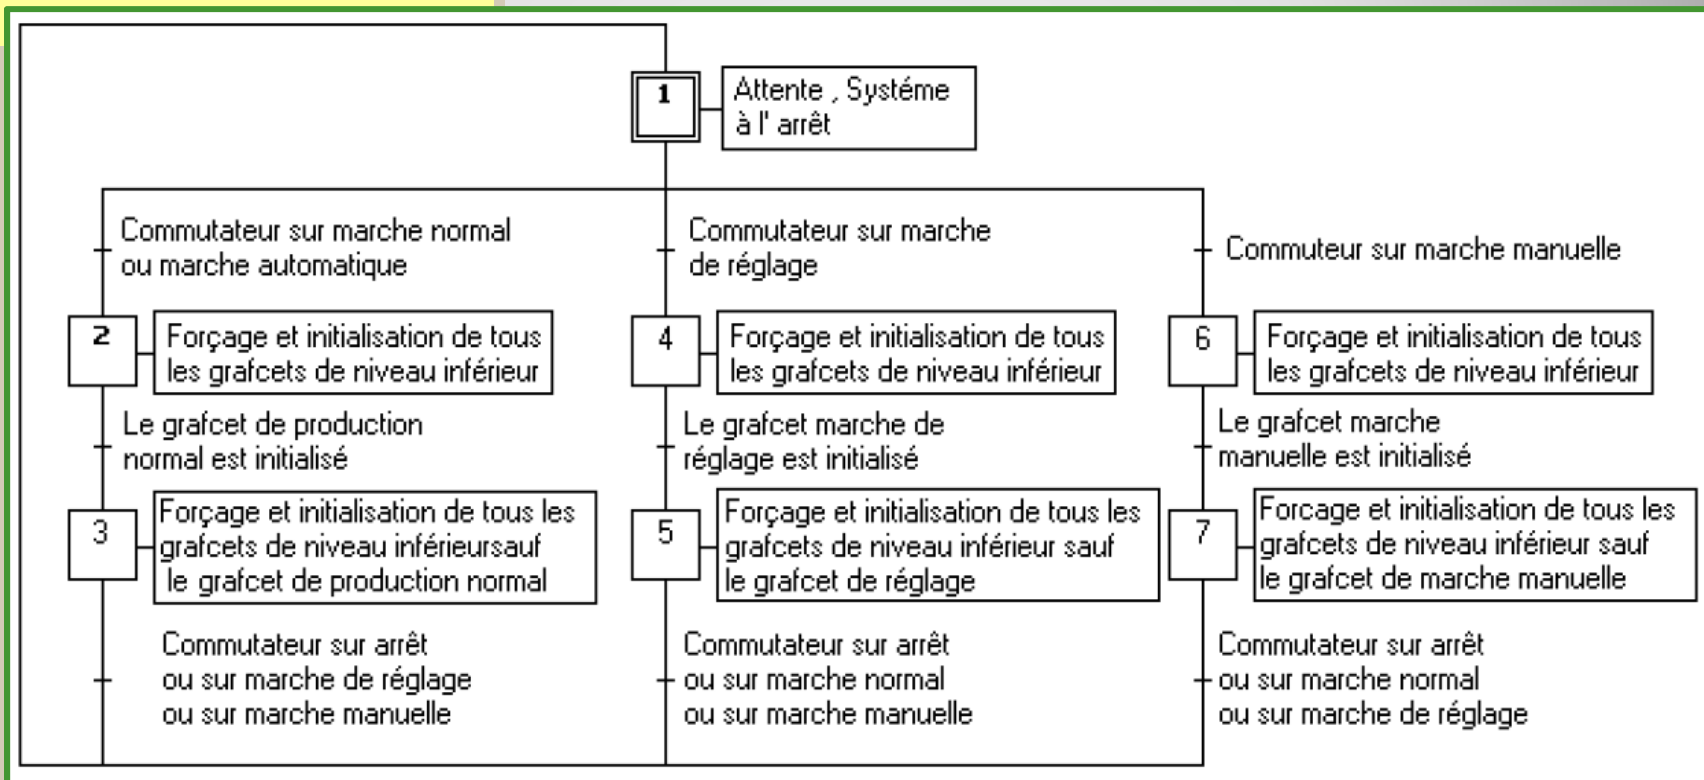 1
Attente , Systéme
à l' arrêt
Commutateur sur marche normal
ou marche automatique
Commutateur sur marche
de réglage
Commuteur sur marche manuelle
2
Forçage et initialisation de tous
les grafcets de niveau inférieur
4
Forçage et initialisation de tous
les grafcets de niveau inférieur
6
Forçage et initialisation de tous
les grafcets de niveau inférieur
Le grafcet de production
normal est initialisé
Le grafcet marche de
réglage est initialisé
Le grafcet marche
manuelle est initialisé
3
Forçage et initialisation de tous les
grafcets de niveau inférieursauf
le grafcet de production normal
5
Forçage et initialisation de tous les
grafcets de niveau inférieur sauf
le grafcet de réglage
7
Forcage et initialisation de tous les
grafcets de niveau inférieur sauf
le grafcet de marche manuelle
Commutateur sur arrêt
ou sur marche de réglage
ou sur marche manuelle
Commutateur sur arrêt
ou sur marche normal
ou sur marche manuelle
Commutateur sur arrêt
ou sur marche normal
ou sur marche de réglage